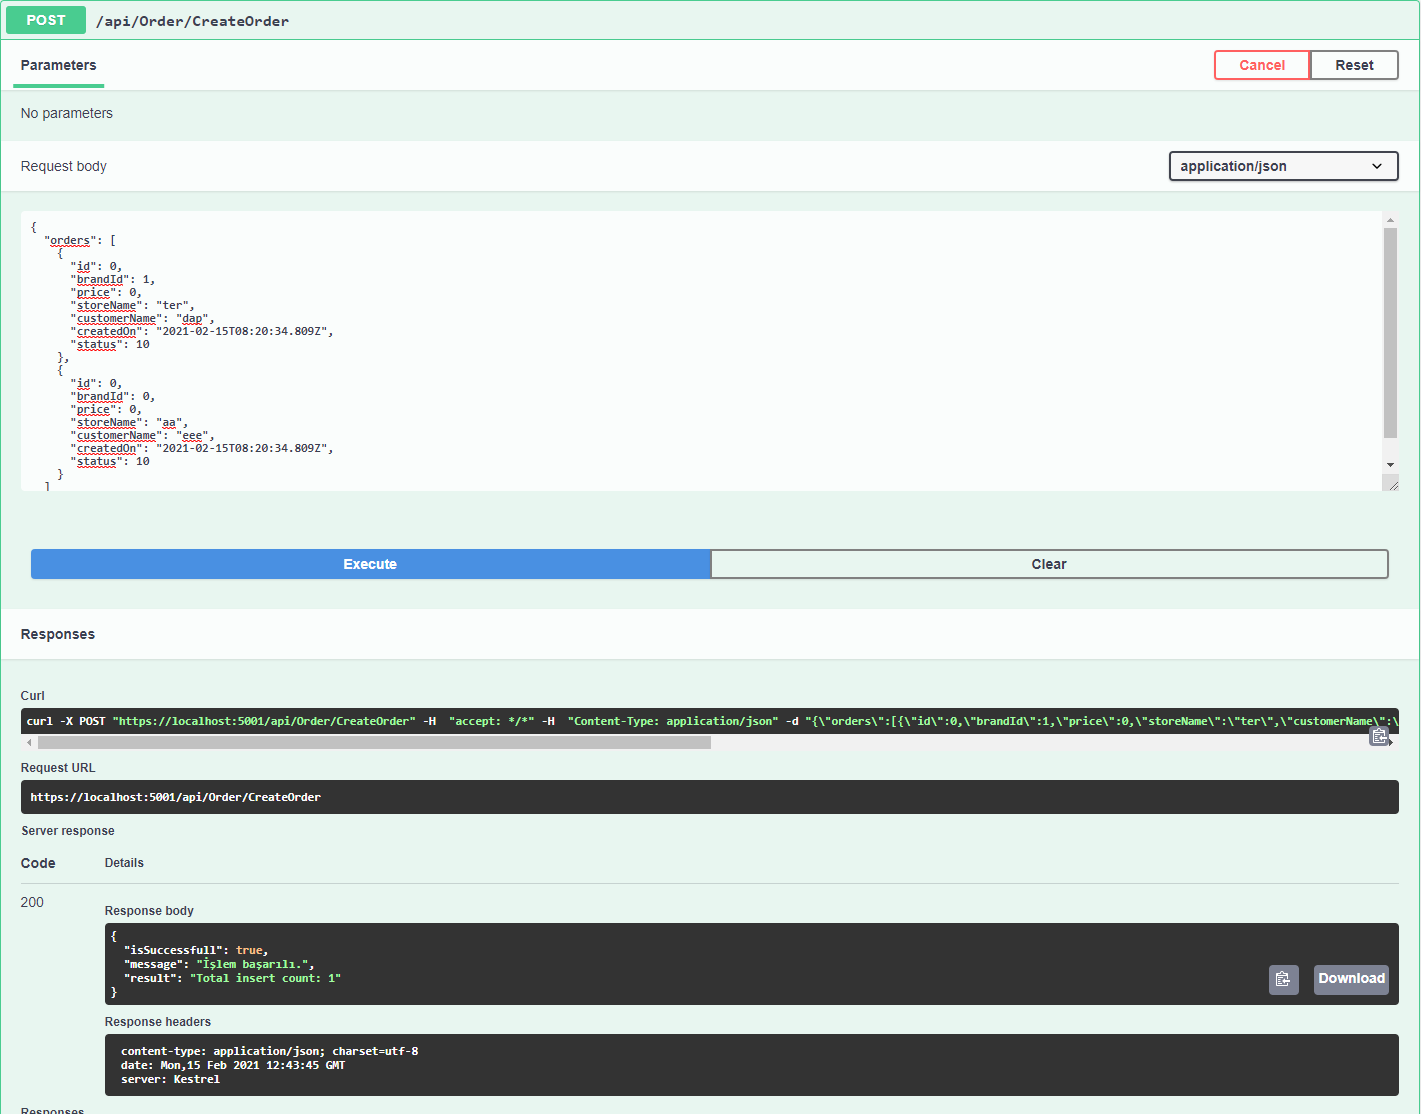 POST /api/Order/CreateOrder
Parameters
Cancel Reset
No parameters
Request body
application/json
{
  "orders": [
    {
      "id": 0,
      "brandId": 1,
      "price": 0,
      "storeName": "ter",
      "customerName": "dap",
      "createdOn": "2021-02-15T08:20:34.809Z",
      "status": 10
    },
    {
      "id": 0,
      "brandId": 0,
      "price": 0,
      "storeName": "aa",
      "customerName": "eee",
      "createdOn": "2021-02-15T08:20:34.809Z",
      "status": 10
    }
  ]
Execute Clear
Responses
Curl
curl -X POST "https://localhost:5001/api/Order/CreateOrder" -H  "accept: */*" -H  "Content-Type: application/json" -d "{\"orders\":[{\"id\":0,\"brandId\":1,\"price\":0,\"storeName\":\"ter\",\"customerName\":\
Request URL
https://localhost:5001/api/Order/CreateOrder
Server response
Code Details
200
Response body
{
  "isSuccessfull": true,
  "message": "İşlem başarılı.",
  "result": "Total insert count: 1"
}
Download
Response headers
content-type: application/json; charset=utf-8
date: Mon,15 Feb 2021 12:43:45 GMT
server: Kestrel
Responses